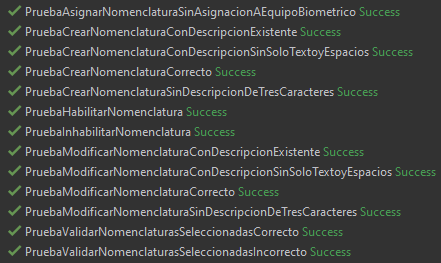 PruebaAsignarNomenclaturaSinAsignacionAEquipoBiometrico Success
PruebaCrearNomenclaturaConDescripcionExistente Success
PruebaCrearNomenclaturaConDescripcionSinSoloTextoyEspacios Success
PruebaCrearNomenclaturaCorrecto Success
PruebaCrearNomenclaturaSinDescripcionDeTresCaracteres Success
PruebaHabilitarNomenclatura Success
PruebaInhabilitarNomenclatura Success
PruebaModificarNomenclaturaConDescripcionExistente Success
PruebaModificarNomenclaturaConDescripcionSinSoloTextoyEspacios Success
PruebaModificarNomenclaturaCorrecto Success
PruebaModificarNomenclaturaSinDescripcionDeTresCaracteres Success
PruebaValidarNomenclaturasSeleccionadasCorrecto Success
PruebaValidarNomenclaturasSeleccionadasIncorrecto Success